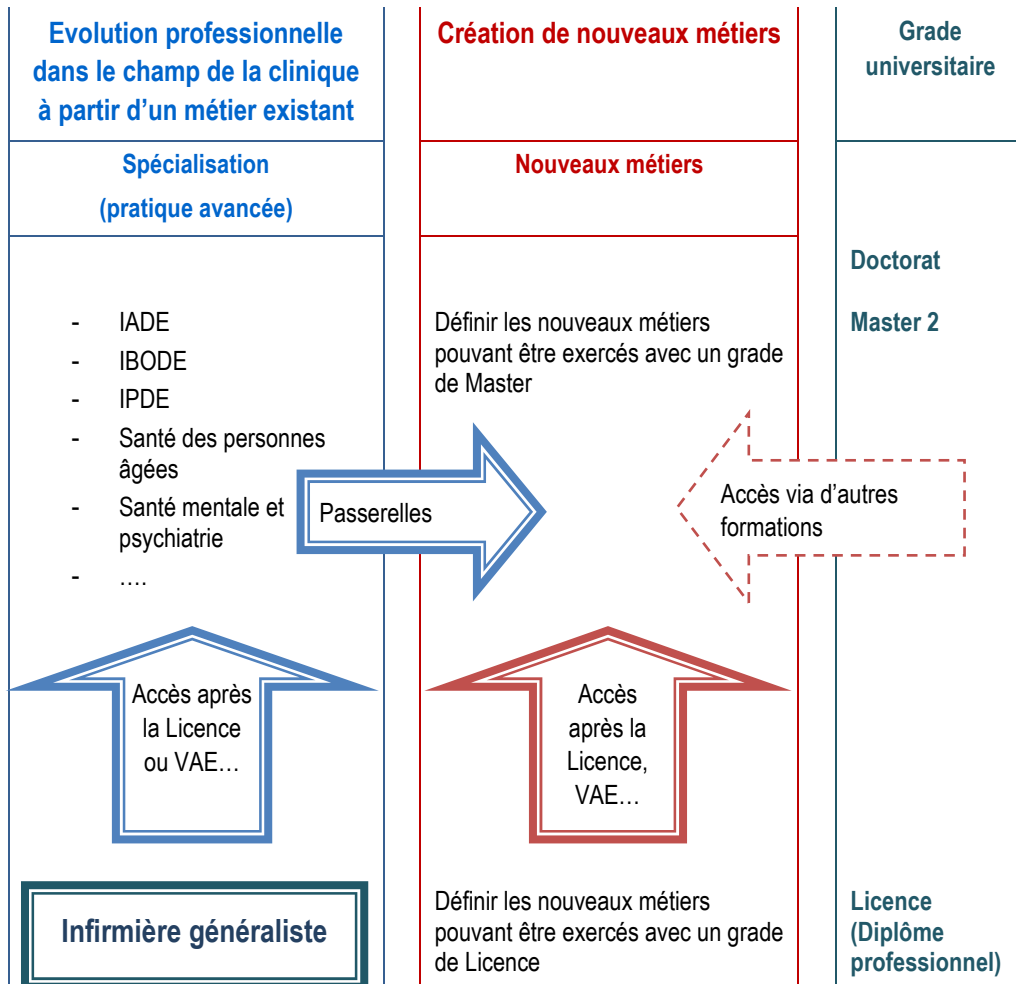 Evolution professionnelle
dans le champ de la clinique
à partir d'un métier existant
Création de nouveaux métiers
Grade
universitaire
Spécialisation
(pratique avancée)
Nouveaux métiers
Doctorat
- IADE
- IBODE
- IPDE
- Santé des personnes
âgées
- Santé mentale et
psychiatrie
- ….
Définir les nouveaux métiers
pouvant être exercés avec un grade
de Master
Master 2
Passerelles
Accès via d'autres
formations
Accès après
la Licence
ou VAE…
Accès
après la
Licence,
VAE…
Infirmière généraliste
Définir les nouveaux métiers
pouvant être exercés avec un grade
de Licence
Licence
(Diplôme
professionnel)